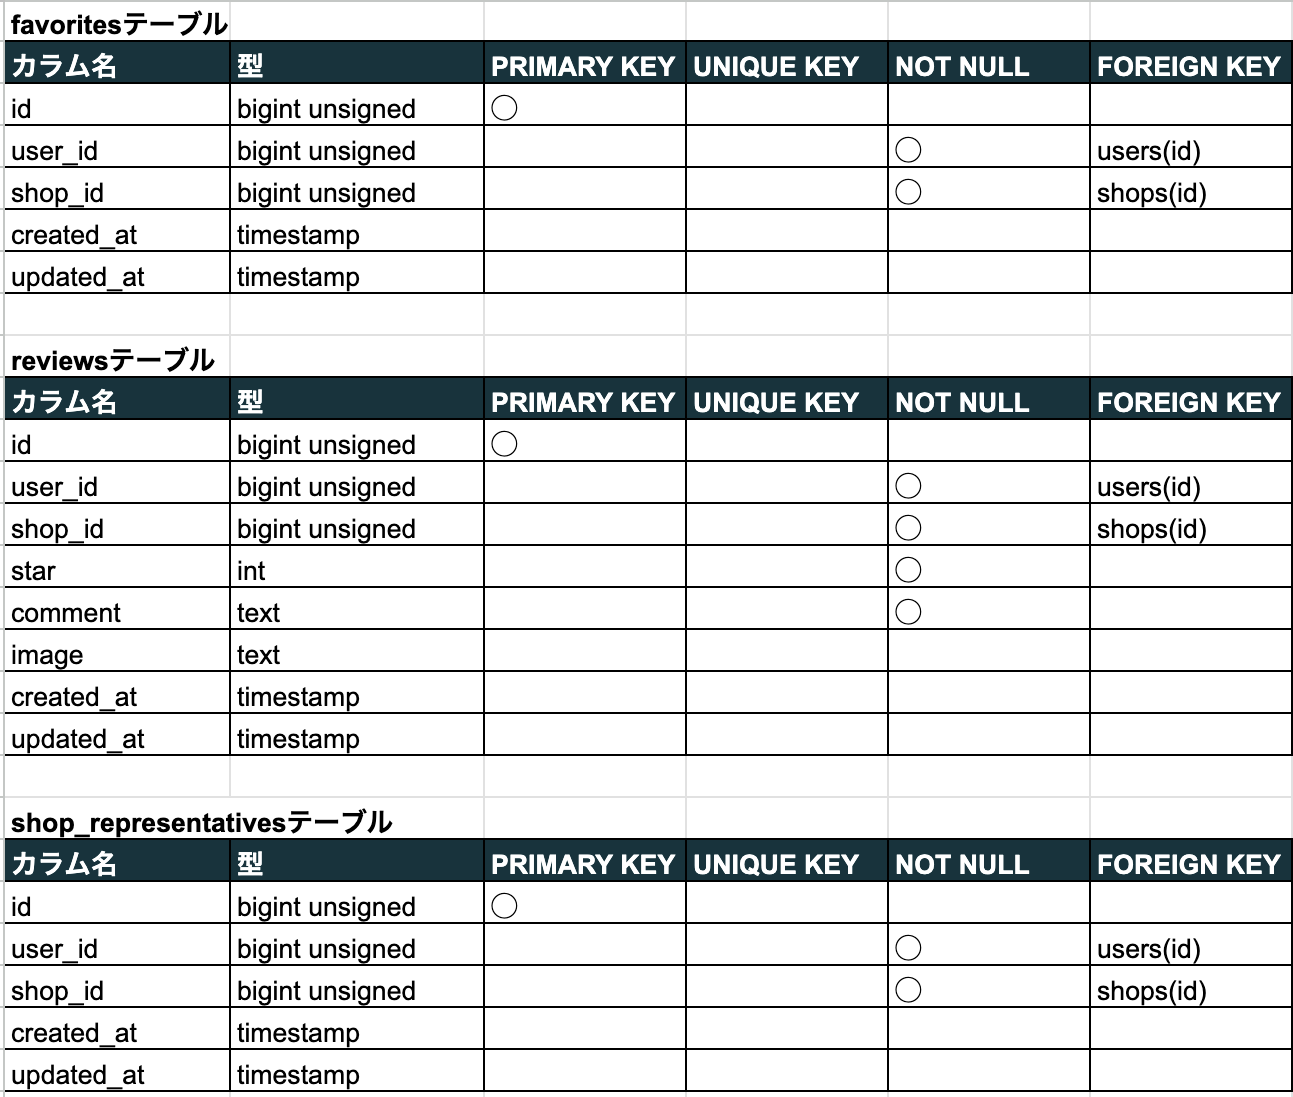 favoritesテーブル
カラム名 型 PRIMARY KEY UNIQUE KEY NOT NULL FOREIGN KEY
id bigint unsigned ◯
user_id bigint unsigned ◯ users(id)
shop_id bigint unsigned ◯ shops(id)
created_at timestamp
updated_at timestamp
reviewsテーブル
カラム名 型 PRIMARY KEY UNIQUE KEY NOT NULL FOREIGN KEY
id bigint unsigned ◯
user_id bigint unsigned ◯ users(id)
shop_id bigint unsigned ◯ shops(id)
star int ◯
comment text ◯
image text
created_at timestamp
updated_at timestamp
shop_representativesテーブル
カラム名 型 PRIMARY KEY UNIQUE KEY NOT NULL FOREIGN KEY
id bigint unsigned ◯
user_id bigint unsigned ◯ users(id)
shop_id bigint unsigned ◯ shops(id)
created_at timestamp
updated_at timestamp